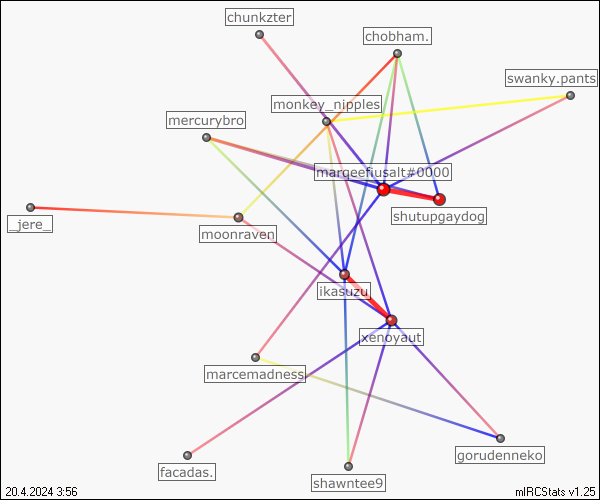 chunkzter
chobham.
swanky.pants
monkey_nipples
mercurybro
marqeefiusalt#0000
shutupgaydog
_jere_
moonraven
ikasuzu
xenoyaut
marcemadness
gorudenneko
facadas.
shawntee9
20.4.2024 3:56
mIRCStats v1.25